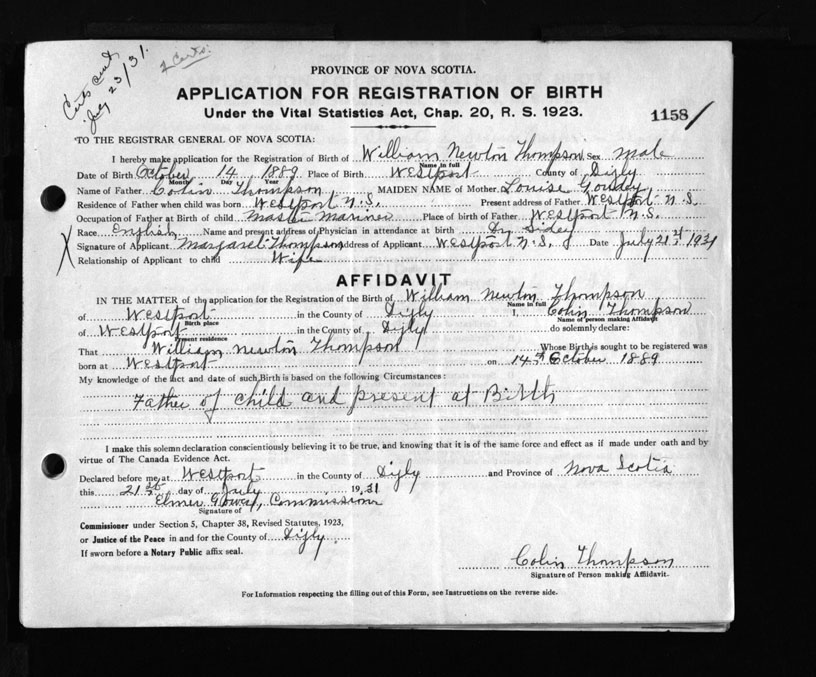 Certs sent
July 23/31.
2 Certs.
PROVINCE OF NOVA SCOTIA.
APPLICATION FOR REGISTRATION OF BIRTH
Under the Vital Statistics Act, Chap. 20, R. S. 1923.
1158
TO THE REGISTRAR GENERAL OF NOVA SCOTIA:
I hereby make application for the Registration of Birth of William Newton Thompson Sex male
Name in full
Date of Birth October 14 1889 Place of Birth Westport County of Digby
Month Day Year
Name of Father Colin Thompson MAIDEN NAME of Mother Louise Goudey
Residence of Father when child was born Westport N.S. Present address of Father Westport N.S.
Occupation of Father at Birth of child Master Mariner Place of birth of Father Westport N.S.
Race English Name and present address of Physician in attendance at birth Dr
X Signature of Applicant Margaret Thompson Address of Applicant Westport N.S. Date July 21st 1931
Relationship of Applicant to child Wife
AFFIDAVIT
IN THE MATTER of the application for the Registration of the Birth of William Newton Thompson
Name in full
of Westport in the County of Digby I, Colin Thompson
Birth place Name of person making Affidavit
of Westport in the County of Digby do solemnly declare:
Present residence
That William Newton Thompson Whose Birth is sought to be registered was
born at Westport on 14th October 1889
My knowledge of the fact and date of such Birth is based on the following Circumstances:
Father of child and present at Birth
I make this solemn declaration conscientiously believing it to be true, and knowing that it is of the same force and effect as if made under oath and by
virtue of The Canada Evidence Act.
Declared before me at Westport in the County of Digby and Province of Nova Scotia
this 21st day of July 1931
Elmer Commissioner
Signature of
Commissioner under Section 5, Chapter 38, Revised Statutes, 1923,
or Justice of the Peace in and for the County of Digby.
If sworn before a Notary Public affix seal.
Colin Thompson
Signature of Person making Affidavit.
For Information respecting the filling out of this Form, see Instructions on the reverse side.